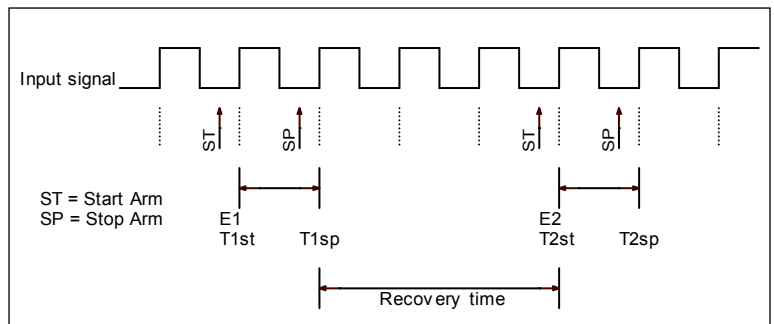 Input signal
ST
SP
ST
SP
ST = Start Arm
SP = Stop Arm
E1
T1st
T1sp
E2
T2st
T2sp
Recovery time